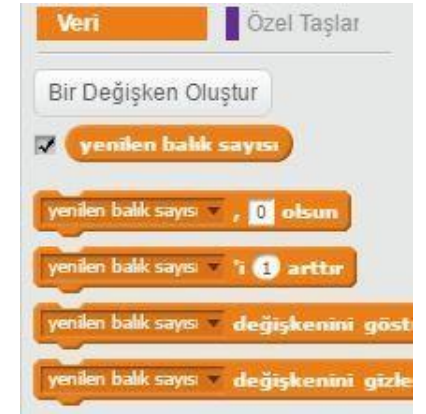 Veri Özel Taşlar
Bir Değişken Oluştur
yenilen balık sayısı
yenilen balık sayısı , 0 olsun
yenilen balık sayısı 'i 1 arttır
yenilen balık sayısı değişkenini göst
yenilen balık sayısı değişkenini gizle